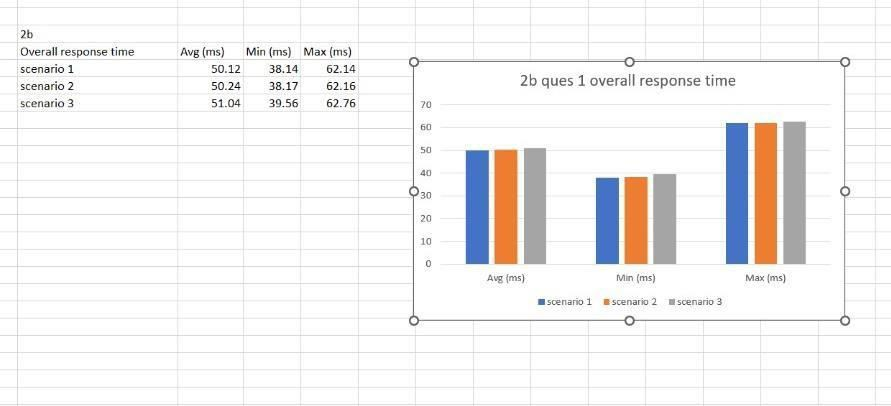 2b
Overall response time Avg (ms) Min (ms) Max (ms)
scenario 1 50.12 38.14 62.14
scenario 2 50.24 38.17 62.16
scenario 3 51.04 39.56 62.76
2b ques 1 overall response time
70
60
50
40
30
20
10
0
Avg (ms) Min (ms) Max (ms)
scenario 1 scenario 2 scenario 3